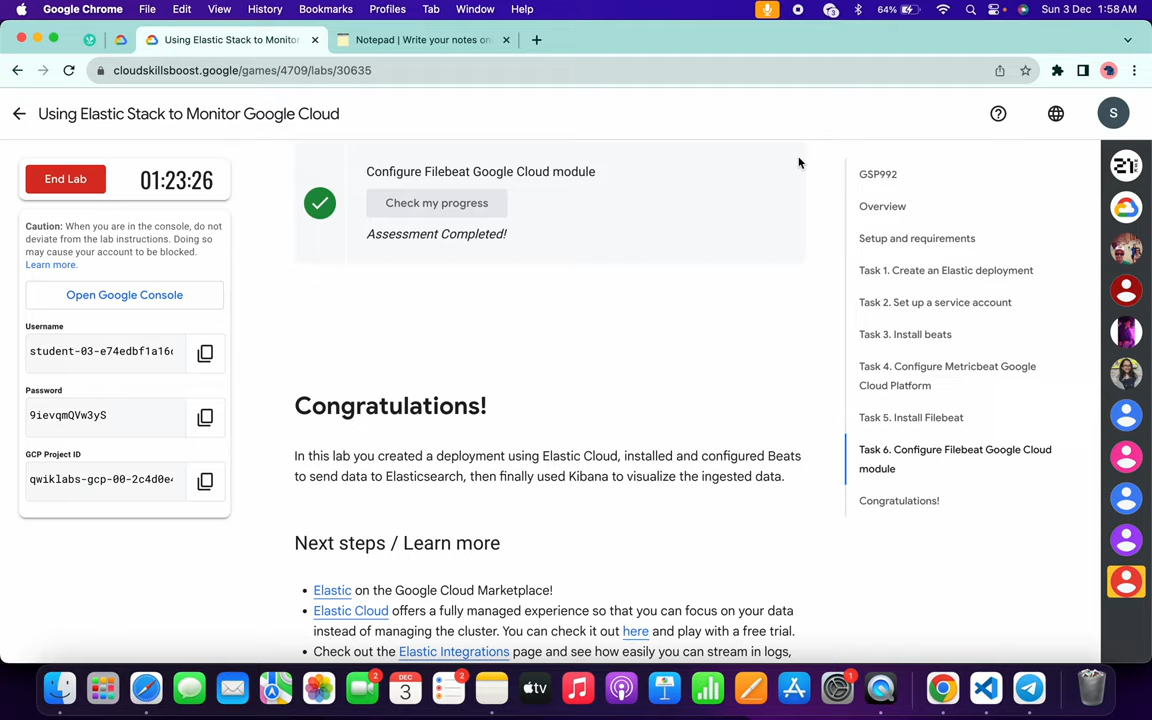 Google Chrome File Edit View History Bookmarks Profiles Tab Window Help 3 64% Sun 3 Dec 1:58 AM
Using Elastic Stack to Monitor Notepad | Write your notes on
cloudskillsboost.google/games/4709/labs/30635
Using Elastic Stack to Monitor Google Cloud
S
End Lab 01:23:26
Caution: When you are in the console, do not
deviate from the lab instructions. Doing so
may cause your account to be blocked.
Learn more.
Open Google Console
Username
student-03-e74edbf1a16
Password
9ievqmQVw3yS
GCP Project ID
qwiklabs-gcp-00-2c4d0e
Configure Filebeat Google Cloud module
Check my progress
Assessment Completed!
Congratulations!
In this lab you created a deployment using Elastic Cloud, installed and configured Beats
to send data to Elasticsearch, then finally used Kibana to visualize the ingested data.
Next steps / Learn more
• Elastic on the Google Cloud Marketplace!
• Elastic Cloud offers a fully managed experience so that you can focus on your data
instead of managing the cluster. You can check it out here and play with a free trial.
• Check out the Elastic Integrations page and see how easily you can stream in logs,
GSP992
Overview
Setup and requirements
Task 1. Create an Elastic deployment
Task 2. Set up a service account
Task 3. Install beats
Task 4. Configure Metricbeat Google
Cloud Platform
Task 5. Install Filebeat
Task 6. Configure Filebeat Google Cloud
module
Congratulations!
21
2 DEC 3 2 tv 1